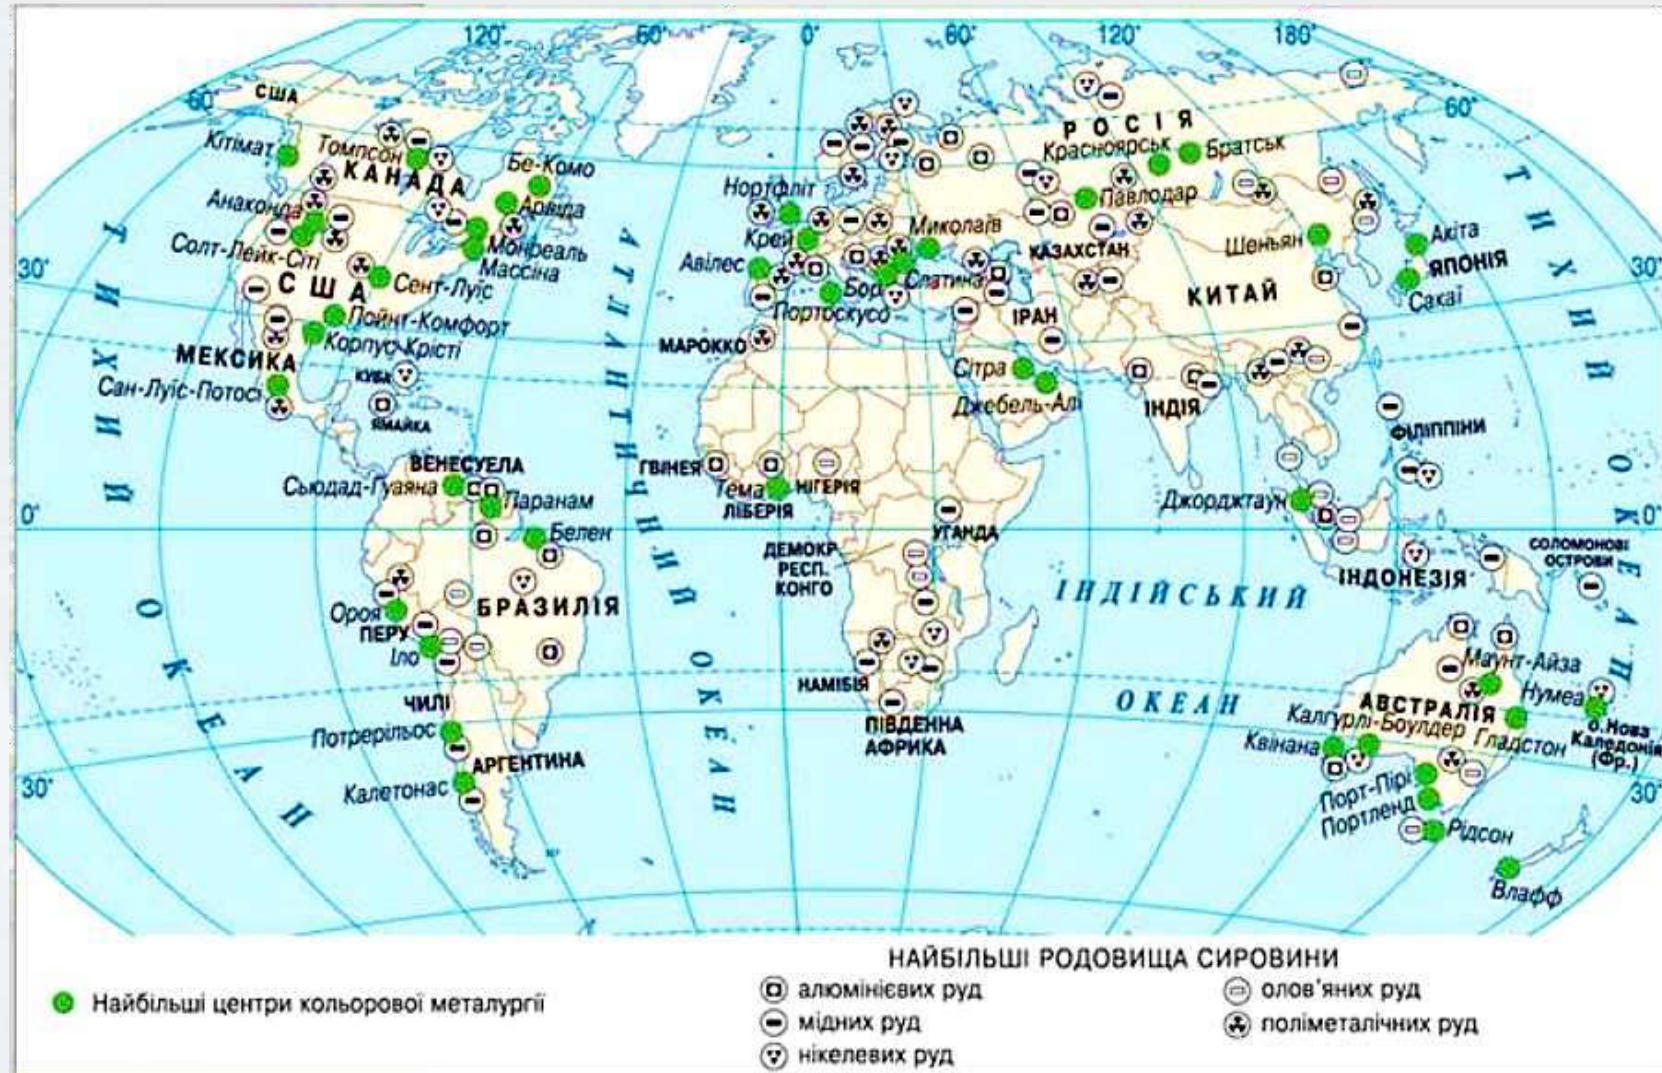 120°
60°
0°
60°
120°
180°
60°
США
60°
РОСІЯ
Кітімат
Томпсон
Бе-Комо
Красноярськ
Братськ
КАНАДА
Нортфліт
Павлодар
Анаконда
Арвіда
Миколаїв
Монреаль
Крей
КАЗАХСТАН
Шеньян
Акіта
Солт-Лейк-Сіті
Массіна
Авілес
ЯПОНІЯ
30°
США
Сент-Луїс
Бор
Слатина
КИТАЙ
Сакаї
30°
Пойнт-Комфорт
Портоскусо
ІРАН
Корпус-Крісті
МАРОККО
МЕКСИКА
КУБА
Сітра
Сан-Луїс-Потосі
Джебель-Алі
ІНДІЯ
ЯМАЙКА
ФІЛІППІНИ
ВЕНЕСУЕЛА
ГВІНЕЯ
Сьюдад-Гуаяна
Паранам
Тема
НІГЕРІЯ
Джорджтаун
ЛІБЕРІЯ
0°
0°
Белен
УГАНДА
ДЕМОКР.
РЕСП.
КОНГО
СОЛОМОНОВІ
ОСТРОВИ
ІНДОНЕЗІЯ
ІНДІЙСЬКИЙ
ОКЕАН
БРАЗИЛІЯ
Ороя
ПЕРУ
Іло
Маунт-Айза
НАМІБІЯ
Нумеа
ЧИЛІ
АВСТРАЛІЯ
ПІВДЕННА
АФРИКА
Калгурлі-Боулдер
Гладстон
о.Нова
Каледонія
(Фр.)
Потрерільос
Квінана
АРГЕНТИНА
30°
Калетонас
Порт-Пірі
30°
Портленд
Рідсон
Влафф
ТИХИЙ
ОКЕАН
АТЛАНТИЧНИЙ
ОКЕАН
ТИХИЙ
ОКЕАН
НАЙБІЛЬШІ РОДОВИЩА СИРОВИНИ
Найбільші центри кольорової металургії
алюмінієвих руд
мідних руд
нікелевих руд
олов'яних руд
поліметалічних руд